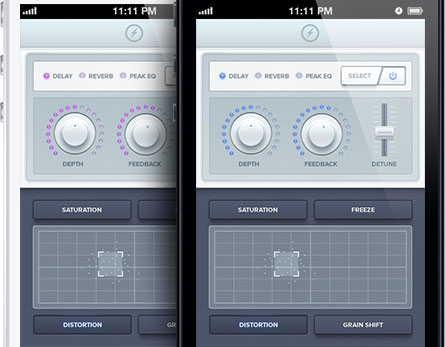 11:11 PM
DELAY REVERB PEAK EQ
DEPTH FEEDBACK
SATURATION
DISTORTION GR
11:11 PM
DELAY REVERB PEAK EQ SELECT
DEPTH FEEDBACK DETUNE
SATURATION FREEZE
DISTORTION GRAIN SHIFT